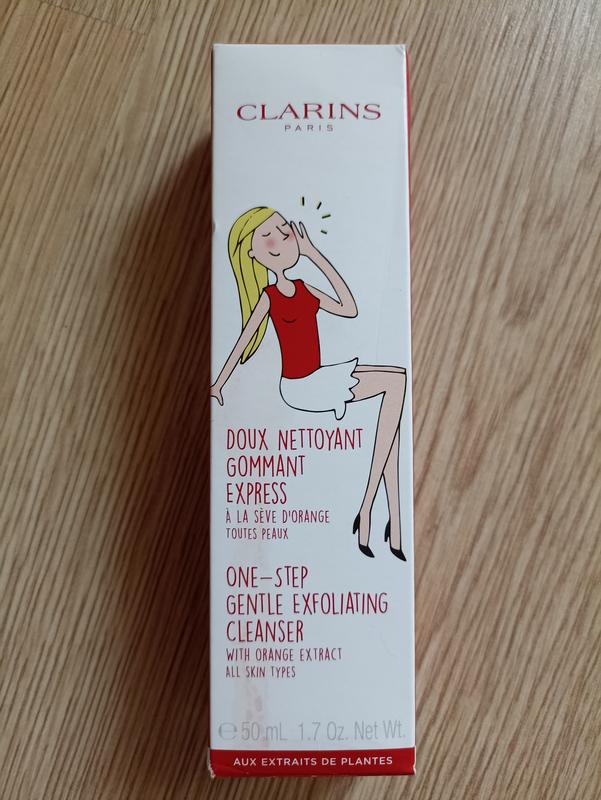 CLARINS
PARIS
DOUX NETTOYANT
GOMMANT
EXPRESS
À LA SÈVE D'ORANGE
TOUTES PEAUX
ONE-STEP
GENTLE EXFOLIATING
CLEANSER
WITH ORANGE EXTRACT
ALL SKIN TYPES
℮ 50 mL 1.7 Oz. Net Wt.
AUX EXTRAITS DE PLANTES